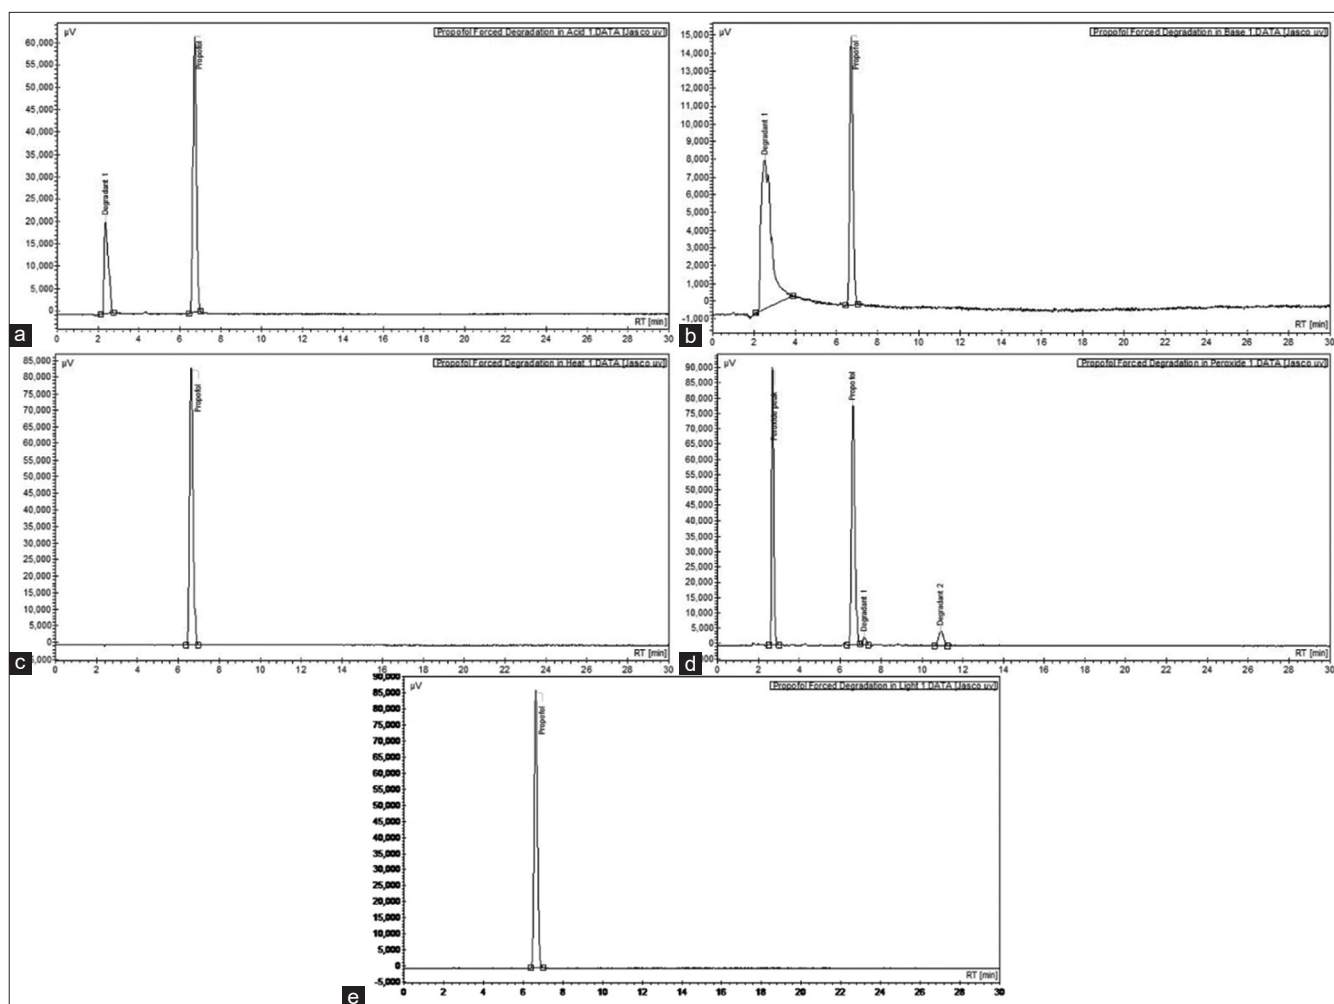 µV
Propofol Forced Degradation in Acid 1.DATA [Jasco uv]
60,000
55,000
50,000
45,000
40,000
35,000
30,000
25,000
20,000
15,000
10,000
5,000
0
Degradant 1
Propofol
RT [min]
0 2 4 6 8 10 12 14 16 18 20 22 24 26 28 30
a
µV
Propofol Forced Degradation in Base 1.DATA [Jasco uv]
15,000
14,000
13,000
12,000
11,000
10,000
9,000
8,000
7,000
6,000
5,000
4,000
3,000
2,000
1,000
0
-1,000
Degradant 1
Propofol
RT [min]
0 2 4 6 8 10 12 14 16 18 20 22 24 26 28 30
b
µV
Propofol Forced Degradation in Heat 1.DATA [Jasco uv]
85,000
80,000
75,000
70,000
65,000
60,000
55,000
50,000
45,000
40,000
35,000
30,000
25,000
20,000
15,000
10,000
5,000
0
5,000
Propofol
RT [min]
0 2 4 6 8 10 12 14 16 18 20 22 24 26 28 30
c
µV
Propofol Forced Degradation in Peroxide 1.DATA [Jasco uv]
90,000
85,000
80,000
75,000
70,000
65,000
60,000
55,000
50,000
45,000
40,000
35,000
30,000
25,000
20,000
15,000
10,000
5,000
0
5,000
Peroxide peak
Propofol
Degradant 1
Degradant 2
RT [min]
0 2 4 6 8 10 12 14 16 18 20 22 24 26 28 30
d
µV
Propofol Forced Degradation in Light 1.DATA [Jasco uv]
90,000
85,000
80,000
75,000
70,000
65,000
60,000
55,000
50,000
45,000
40,000
35,000
30,000
25,000
20,000
15,000
10,000
5,000
0
-5,000
Propofol
RT [min]
0 2 4 6 8 10 12 14 16 18 20 22 24 26 28 30
e